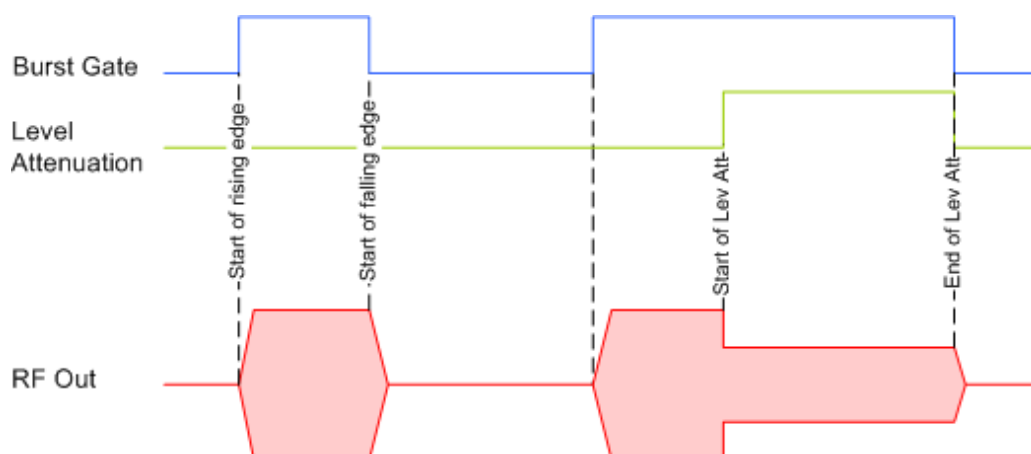 Burst Gate
Level
Attenuation
Start of rising edge
Start of falling edge
Start of Lev Att
End of Lev Att
RF Out